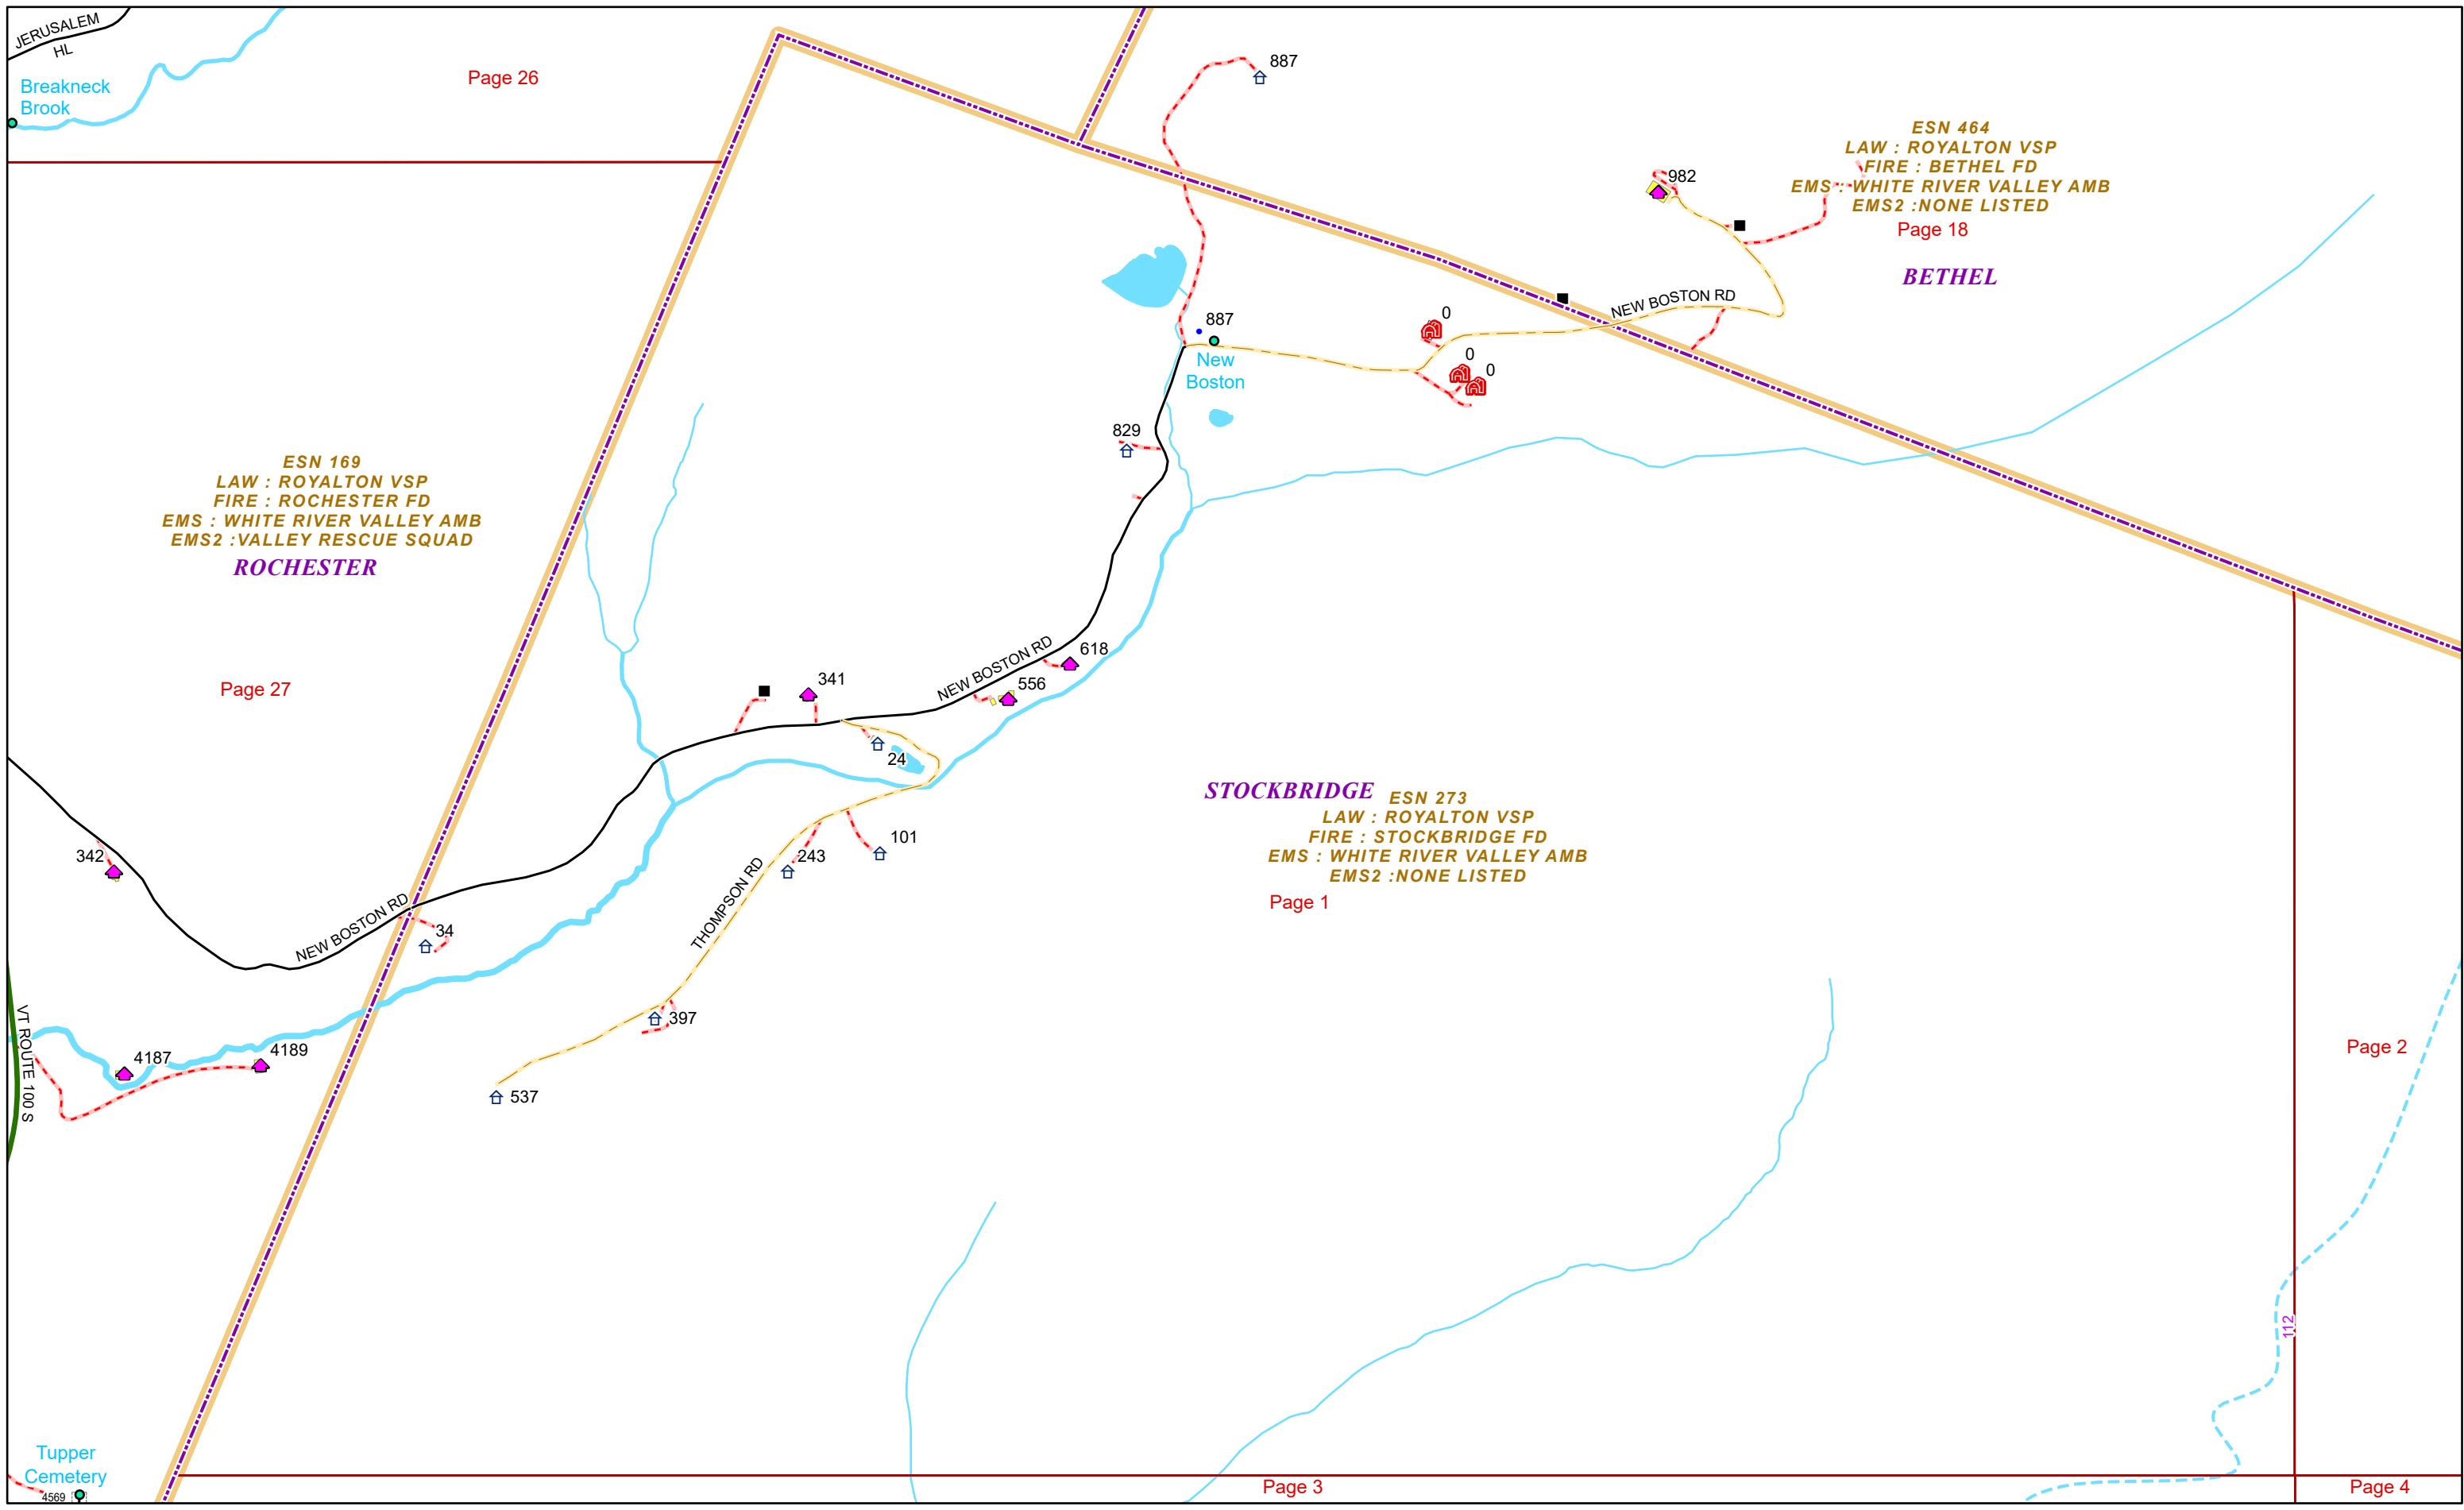 JERUSALEM
HL
Breakneck
Brook
Page 26
887
ESN 464
LAW : ROYALTON VSP
FIRE : BETHEL FD
EMS : WHITE RIVER VALLEY AMB
EMS2 :NONE LISTED
Page 18
BETHEL
982
NEW BOSTON RD
0
0
0
887
New
Boston
829
ESN 169
LAW : ROYALTON VSP
FIRE : ROCHESTER FD
EMS : WHITE RIVER VALLEY AMB
EMS2 :VALLEY RESCUE SQUAD
ROCHESTER
Page 27
NEW BOSTON RD
618
556
341
24
STOCKBRIDGE
ESN 273
LAW : ROYALTON VSP
FIRE : STOCKBRIDGE FD
EMS : WHITE RIVER VALLEY AMB
EMS2 :NONE LISTED
Page 1
101
243
THOMPSON RD
342
NEW BOSTON RD
34
397
537
VT ROUTE 100 S
4187
4189
Page 2
112
Tupper
Cemetery
4569
Page 3
Page 4